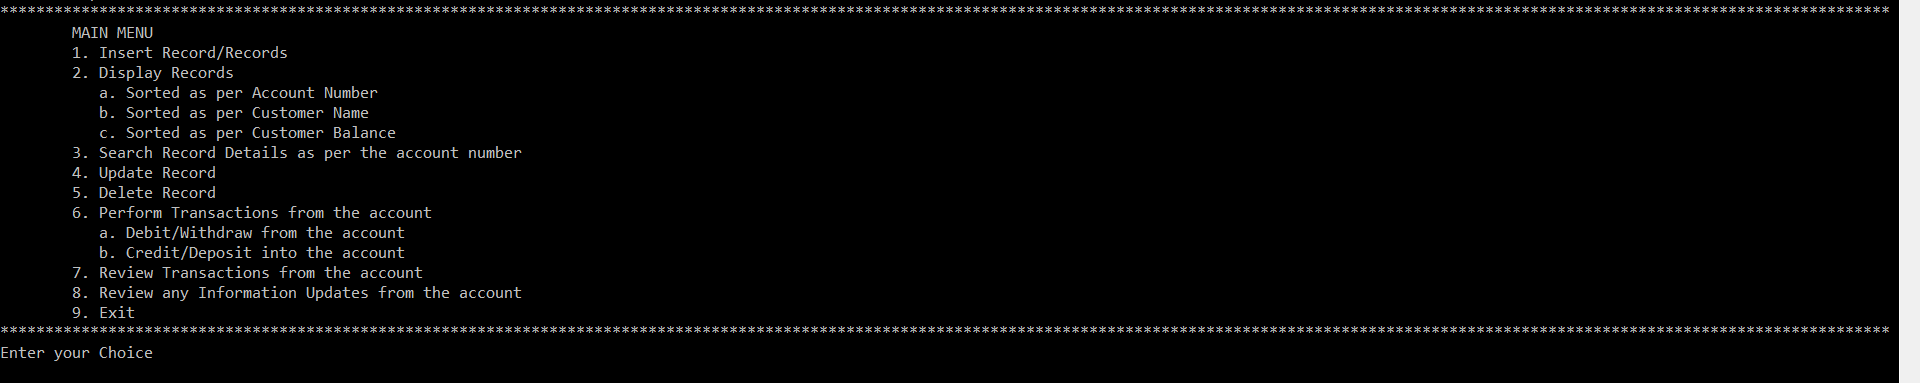 *****************************************************************************************************************************************************************************************************************
MAIN MENU
1. Insert Record/Records
2. Display Records
a. Sorted as per Account Number
b. Sorted as per Customer Name
c. Sorted as per Customer Balance
3. Search Record Details as per the account number
4. Update Record
5. Delete Record
6. Perform Transactions from the account
a. Debit/Withdraw from the account
b. Credit/Deposit into the account
7. Review Transactions from the account
8. Review any Information Updates from the account
9. Exit
*****************************************************************************************************************************************************************************************************************
Enter your Choice